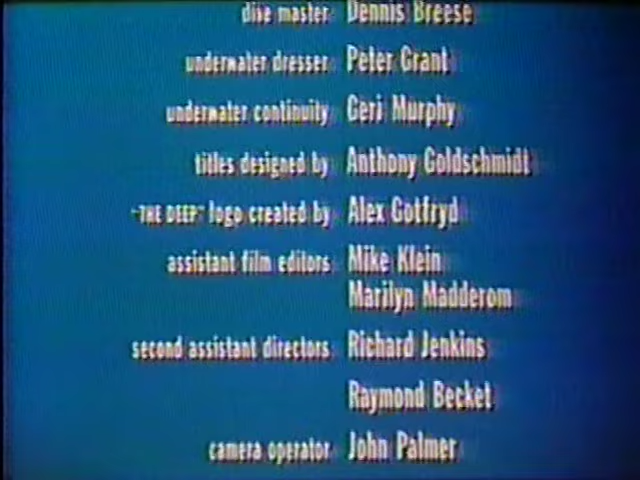 dive master Dennis Breese
underwater dresser Peter Grant
underwater continuity Geri Murphy
titles designed by Anthony Goldschmidt
"THE DEEP" logo created by Alex Gotfryd
assistant film editors Mike Klein
Marilyn Madderom
second assistant directors Richard Jenkins
Raymond Becket
camera operator John Palmer